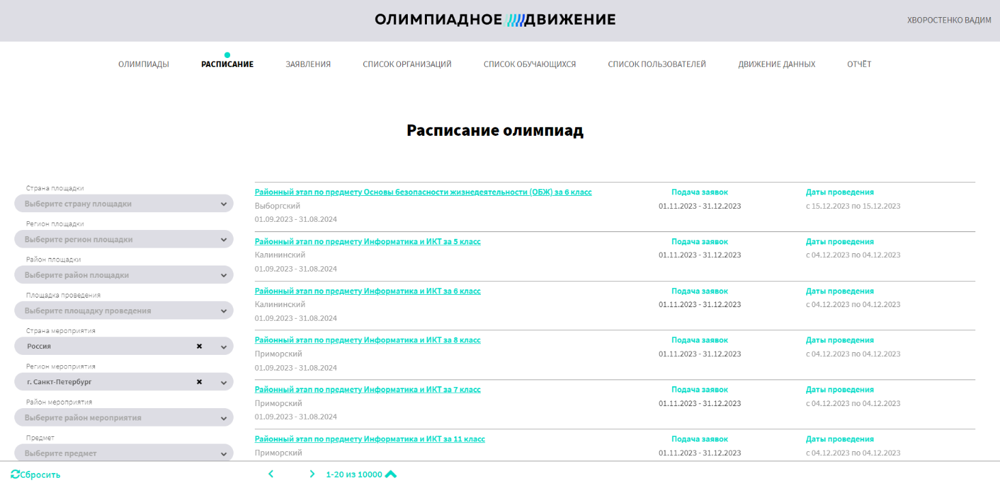 ОЛИМПИАДНОЕ ДВИЖЕНИЕ
ХВОРОСТЕНКО ВАДИМ
ОЛИМПИАДЫ РАСПИСАНИЕ ЗАЯВЛЕНИЯ СПИСОК ОРГАНИЗАЦИЙ СПИСОК ОБУЧАЮЩИХСЯ СПИСОК ПОЛЬЗОВАТЕЛЕЙ ДВИЖЕНИЕ ДАННЫХ ОТЧЁТ
Расписание олимпиад
Страна площадки
Выберите страну площадки
Регион площадки
Выберите регион площадки
Район площадки
Выберите район площадки
Площадка проведения
Выберите площадку проведения
Страна мероприятия
Россия
Регион мероприятия
г. Санкт-Петербург
Район мероприятия
Выберите район мероприятия
Предмет
Выберите предмет
Районный этап по предмету Основы безопасности жизнедеятельности (ОБЖ) за 6 класс Подача заявок Даты проведения
Выборгский 01.11.2023 - 31.12.2023 с 15.12.2023 по 15.12.2023
01.09.2023 - 31.08.2024
Районный этап по предмету Информатика и ИКТ за 5 класс Подача заявок Даты проведения
Калининский 01.11.2023 - 31.12.2023 с 04.12.2023 по 04.12.2023
01.09.2023 - 31.08.2024
Районный этап по предмету Информатика и ИКТ за 6 класс Подача заявок Даты проведения
Калининский 01.11.2023 - 31.12.2023 с 04.12.2023 по 04.12.2023
01.09.2023 - 31.08.2024
Районный этап по предмету Информатика и ИКТ за 8 класс Подача заявок Даты проведения
Приморский 01.11.2023 - 31.12.2023 с 04.12.2023 по 04.12.2023
01.09.2023 - 31.08.2024
Районный этап по предмету Информатика и ИКТ за 7 класс Подача заявок Даты проведения
Приморский 01.11.2023 - 31.12.2023 с 04.12.2023 по 04.12.2023
01.09.2023 - 31.08.2024
Районный этап по предмету Информатика и ИКТ за 11 класс Подача заявок Даты проведения
Приморский 01.11.2023 - 31.12.2023 с 04.12.2023 по 04.12.2023
Сбросить 1-20 из 10000